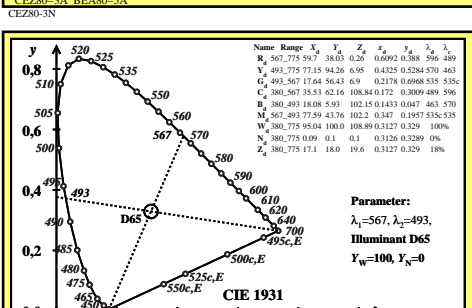 CEZ80-3A BEA80-3A
CEZ80-3N
Name Range X_d Y_d Z_d x_d y_d λ_d λ_c
R_d 567_775 59.7 38.03 0.26 0.6092 0.388 596 489
Y_d 493_775 77.15 94.26 6.95 0.4325 0.5284 570 463
G_d 493_567 17.64 56.43 6.9 0.2178 0.6968 535 535c
C_d 380_567 35.53 62.16 108.84 0.172 0.3009 489 596
B_d 380_493 18.08 5.93 102.15 0.1433 0.047 463 570
M_d 567_493 77.59 43.76 102.2 0.347 0.1957 535c 535
W_d 380_775 95.04 100.0 108.89 0.3127 0.329 100%
N_d 380_775 0.09 0.1 0.1 0.3126 0.3289 0%
Z_d 380_775 17.1 18.0 19.6 0.3127 0.329 18%
y
0,8
0,6
0,4
0,2
520
525
510
535
505
550
560
567
570
500
580
590
600
610
620
640
700
495
493
490
485
480
475
465
450
D65
495c,E
500c,E
525c,E
550c,E
Parameter:
λ₁=567, λ₂=493,
Illuminant D65
Y_W=100, Y_N=0
CIE 1931